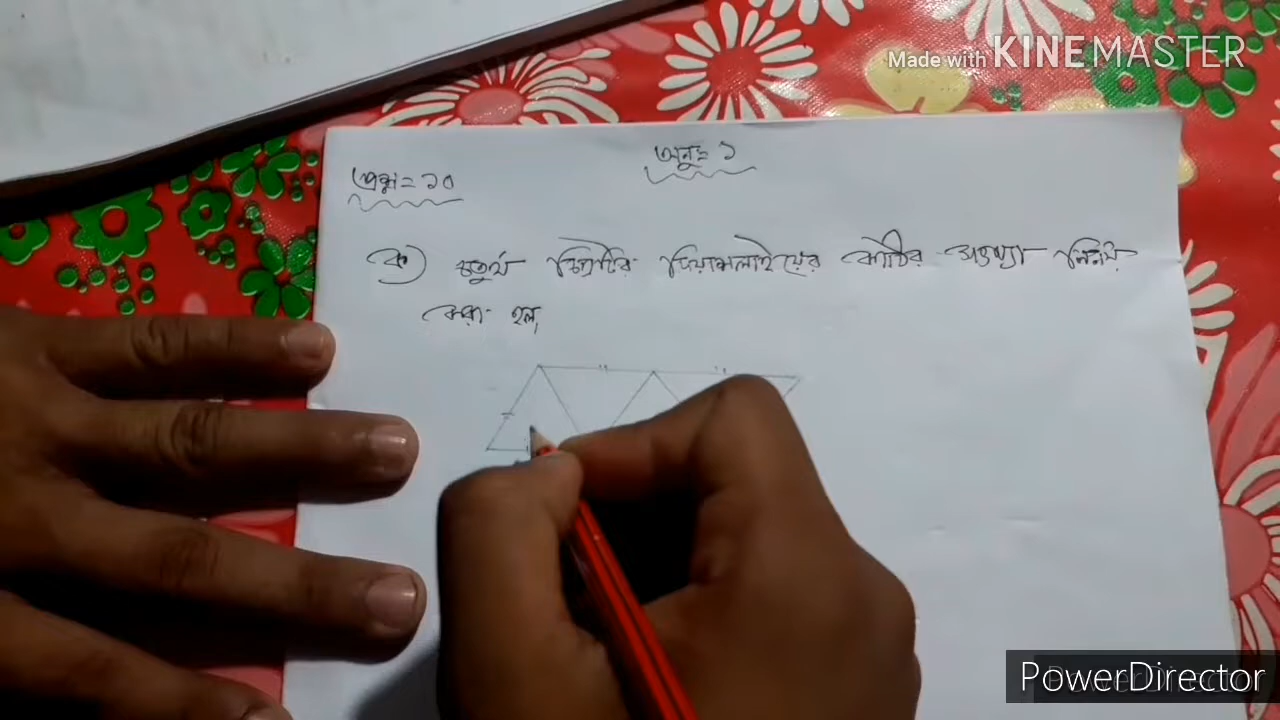 Made with KINEMASTER
অনুঃ ১
প্রশ্ন = ১০
ক) চতুর্থ চিত্রটির দিয়াশলাইয়ের কাঠির সংখ্যা নির্ণয়
করা হল,
PowerDirector